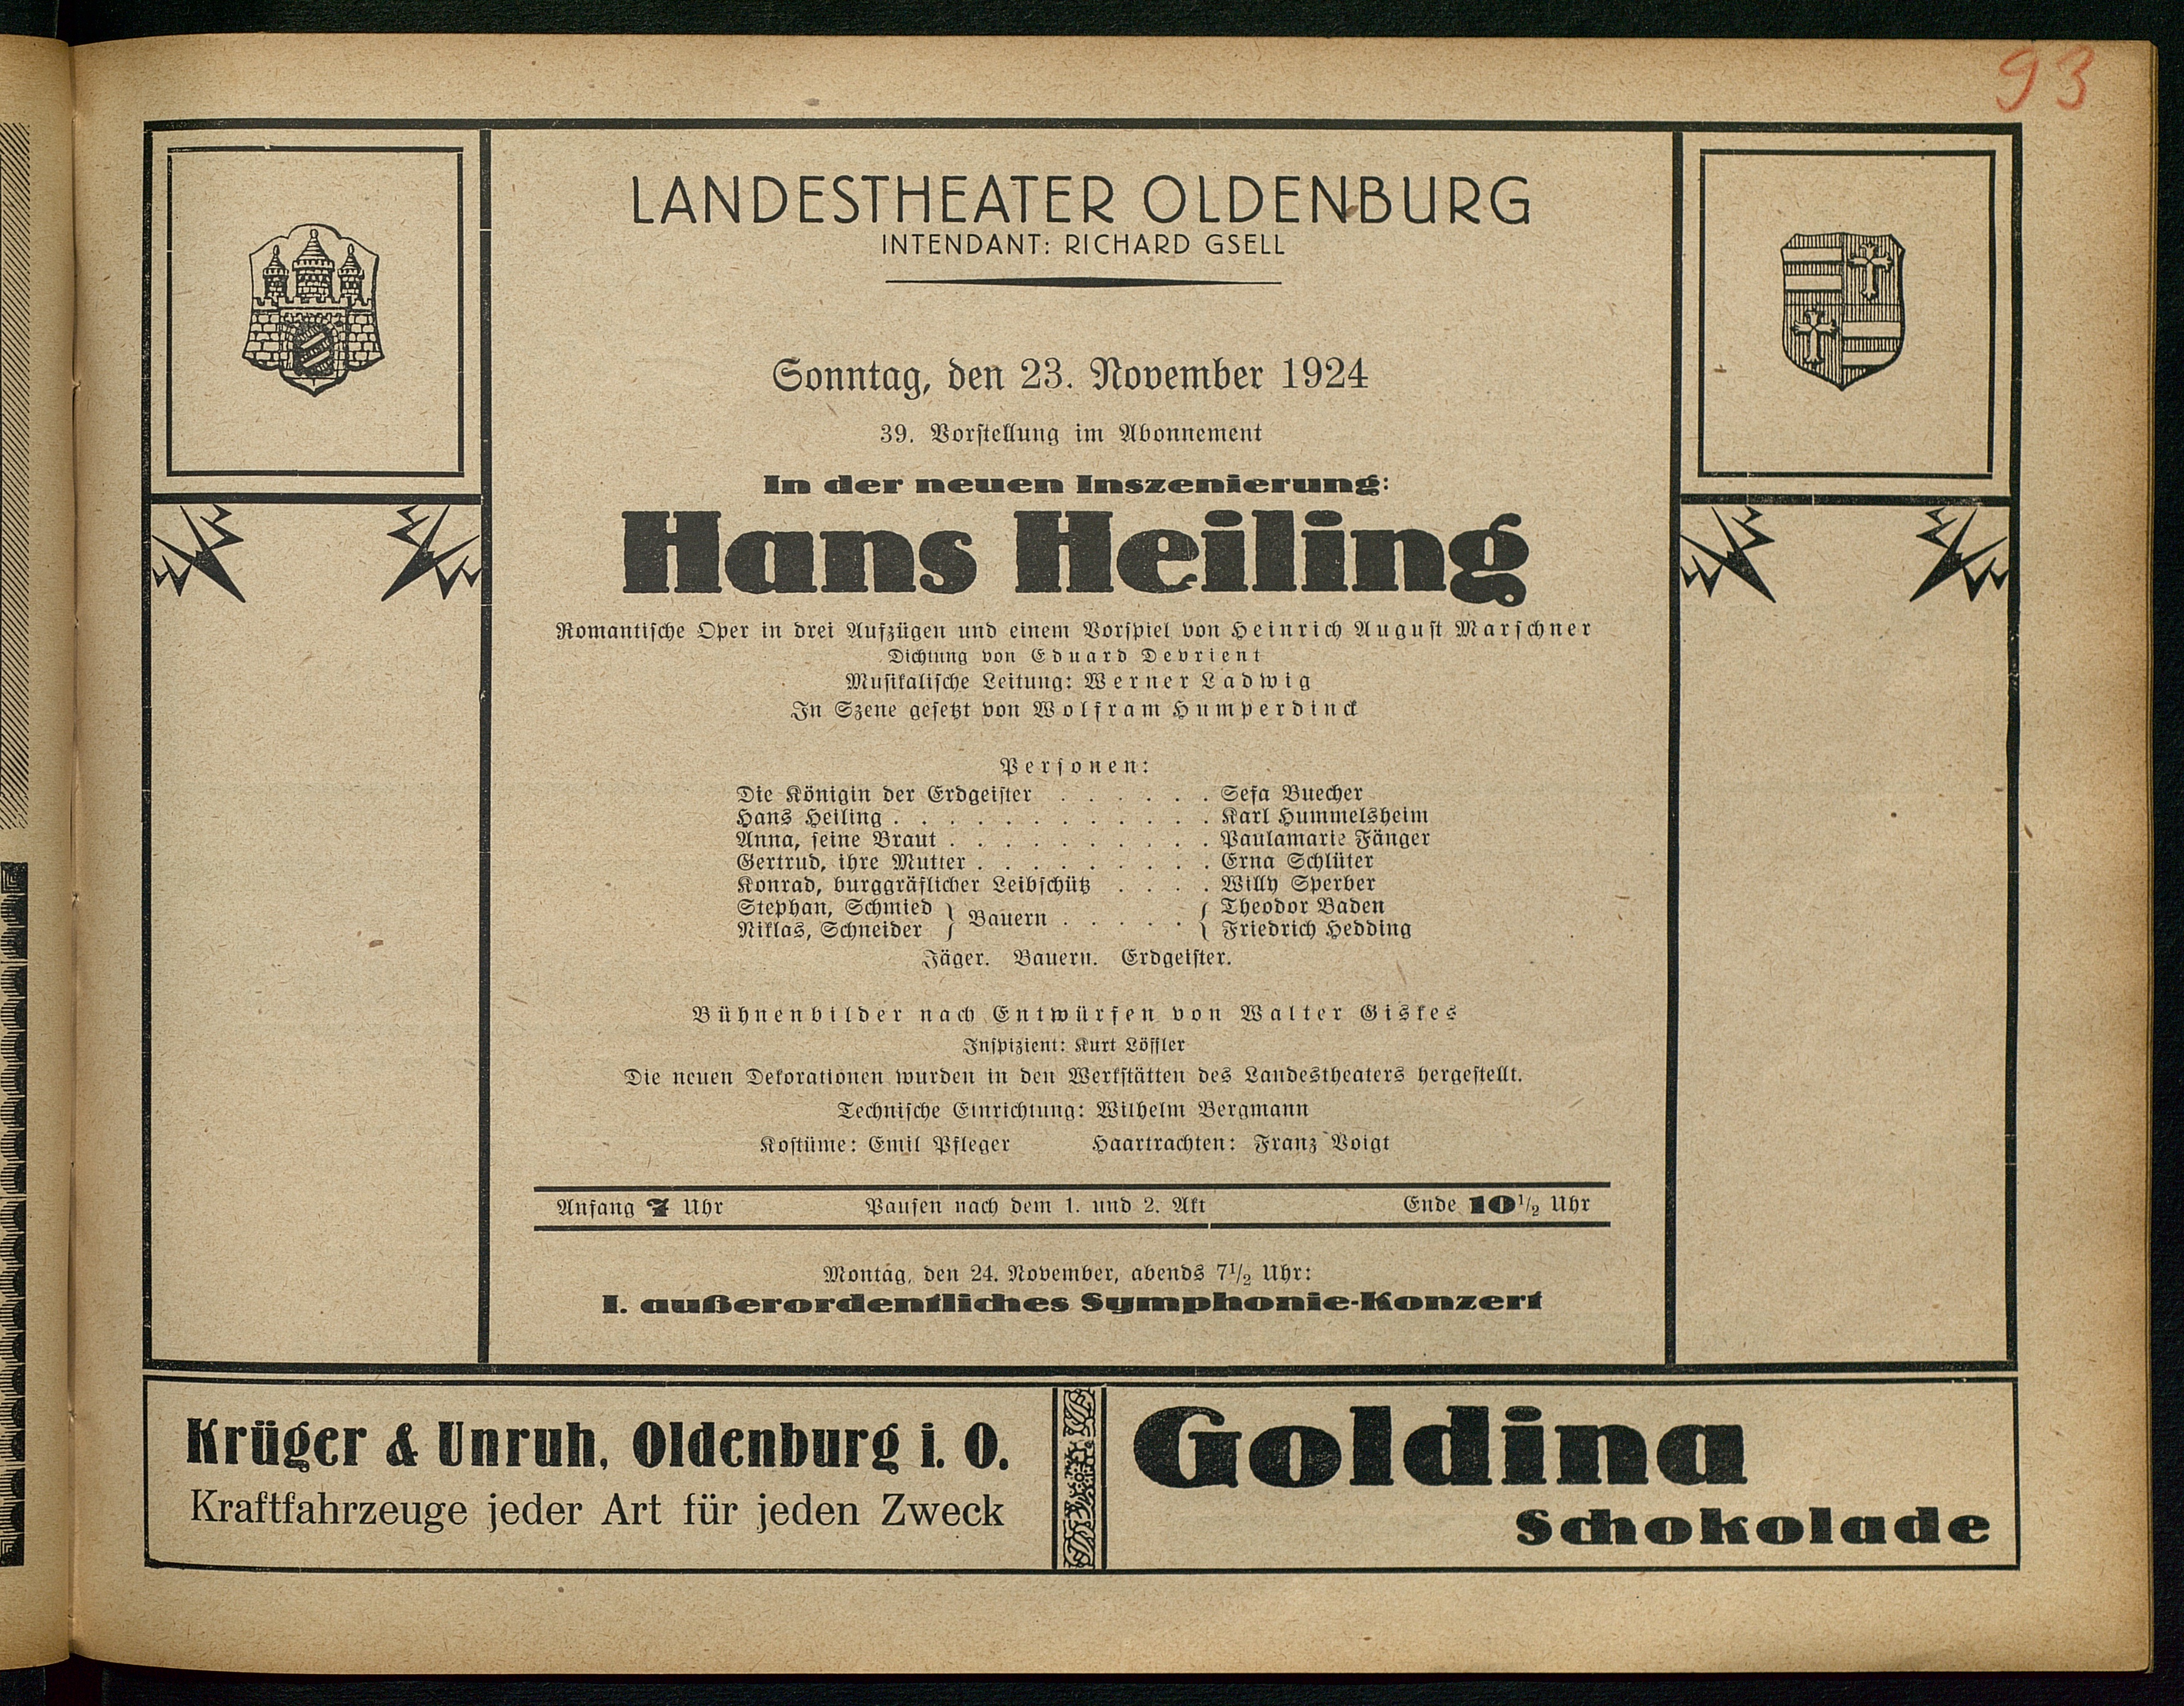 93
LANDESTHEATER OLDENBURG
INTENDANT: RICHARD GSELL
Sonntag, den 23. November 1924
39. Vorstellung im Abonnement
In der neuen Inszenierung:
Hans Heiling
Romantische Oper in drei Aufzügen und einem Vorspiel von Heinrich August Marschner
Dichtung von Eduard Devrient
Musikalische Leitung: Werner Ladwig
In Szene gesetzt von Wolfram Humperdinck
Personen:
Die Königin der Erdgeister . . . . . . Sefa Buecher
Hans Heiling . . . . . . . . . . . . Karl Hummelsheim
Anna, seine Braut . . . . . . . . . . Paulamarie Fänger
Gertrud, ihre Mutter . . . . . . . . . Erna Schlüter
Konrad, burggräflicher Leibschütz . . . . Willy Sperber
Stephan, Schmied } Bauern . . . . . { Theodor Baden
Niklas, Schneider } { Friedrich Hedding
Jäger. Bauern. Erdgeister.
Bühnenbilder nach Entwürfen von Walter Giskes
Inspizient: Kurt Löffler
Die neuen Dekorationen wurden in den Werkstätten des Landestheaters hergestellt.
Technische Einrichtung: Wilhelm Bergmann
Kostüme: Emil Pfleger Haartrachten: Franz Voigt
Anfang 7 Uhr Pausen nach dem 1. und 2. Akt Ende 10 1/2 Uhr
Montag, den 24. November, abends 7 1/2 Uhr:
I. außerordentliches Symphonie-Konzert
Krüger & Unruh, Oldenburg i. O.
Kraftfahrzeuge jeder Art für jeden Zweck
Goldina
Schokolade